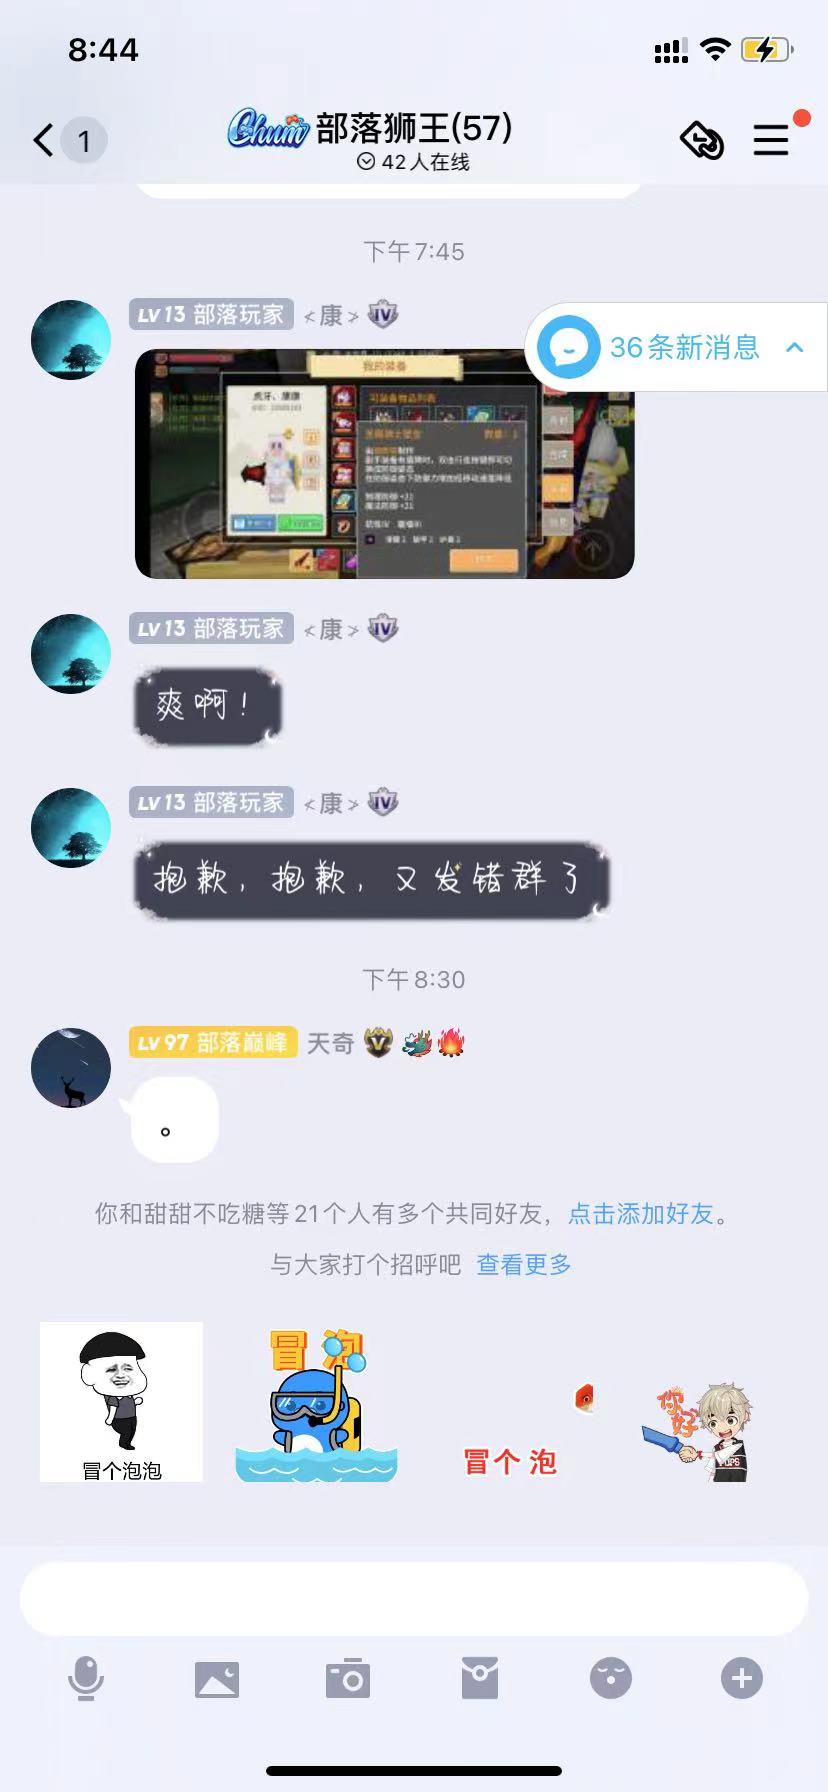 8:44
1
Chum 部落狮王(57)
42人在线
下午7:45
LV13 部落玩家 <康> IV
36条新消息
我的装备
爽啊!
LV13 部落玩家 <康> IV
LV13 部落玩家 <康> IV
抱歉,抱歉,又发错群了
下午8:30
LV97 部落巅峰 天奇 V
。
你和甜甜不吃糖等21个人有多个共同好友，点击添加好友。
与大家打个招呼吧 查看更多
冒个泡泡
冒泡
冒个泡
你好